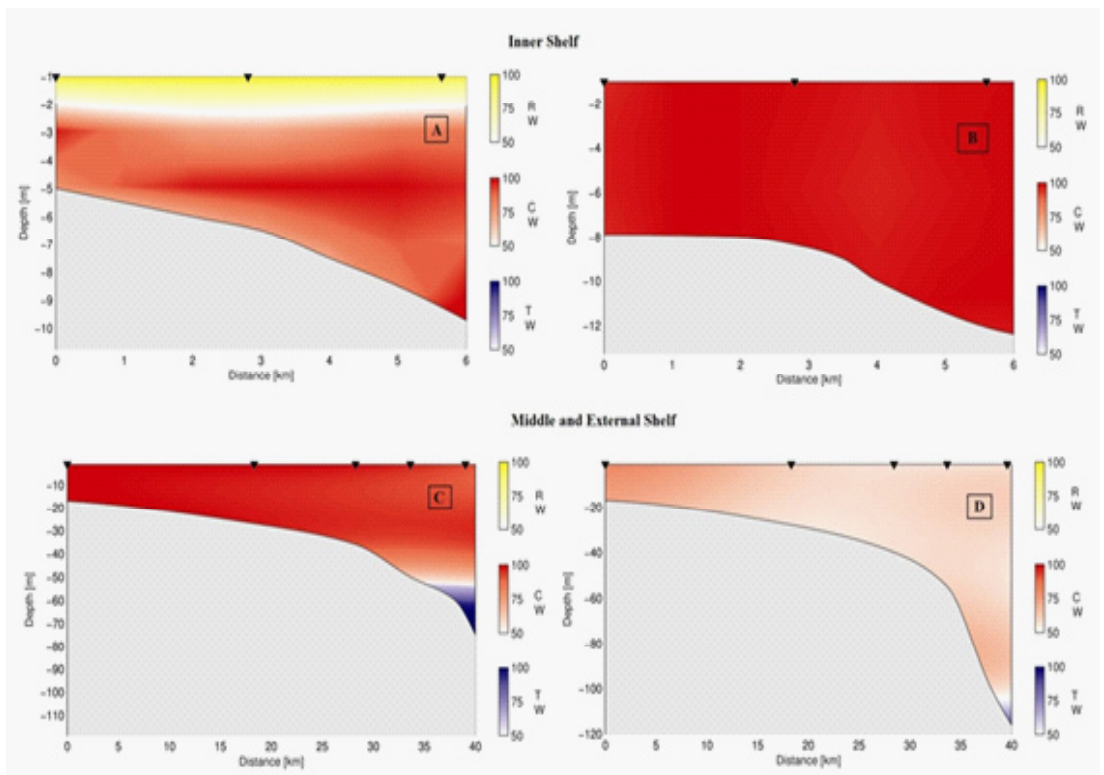 Inner Shelf
A
-1
-2
-3
-4
-5
-6
-7
-8
-9
-10
Depth [m]
0 1 2 3 4 5 6
Distance [km]
100
75
50
R
W
100
75
50
C
W
100
75
50
T
W
B
-2
-4
-6
-8
-10
-12
Depth [m]
0 1 2 3 4 5 6
Distance [km]
100
75
50
R
W
100
75
50
C
W
100
75
50
T
W
Middle and External Shelf
C
-10
-20
-30
-40
-50
-60
-70
-80
-90
-100
-110
Depth [m]
0 5 10 15 20 25 30 35 40
Distance [km]
100
75
50
R
W
100
75
50
C
W
100
75
50
T
W
D
-20
-40
-60
-80
-100
-120
Depth [m]
0 5 10 15 20 25 30 35 40
Distance [km]
100
75
50
R
W
100
75
50
C
W
100
75
50
T
W